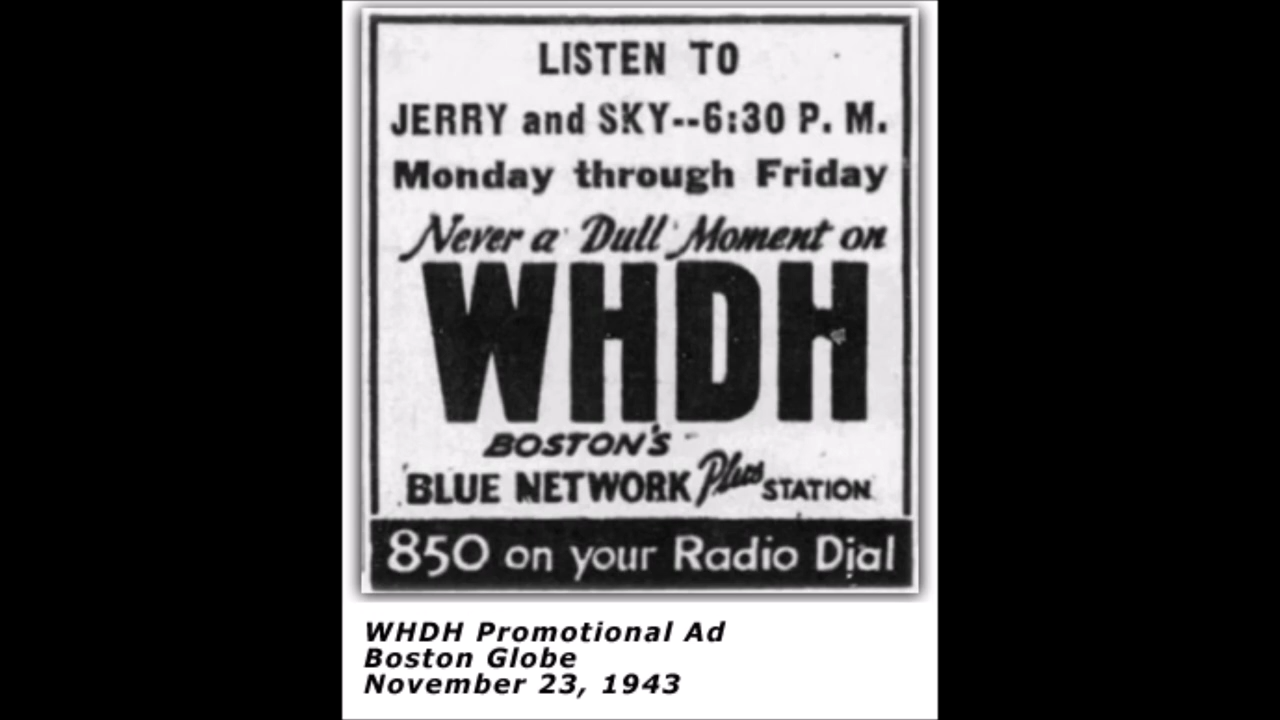 LISTEN TO
JERRY and SKY--6:30 P. M.
Monday through Friday
Never a Dull Moment on
WHDH
BOSTON'S
BLUE NETWORK Plus STATION
850 on your Radio Dial
WHDH Promotional Ad
Boston Globe
November 23, 1943